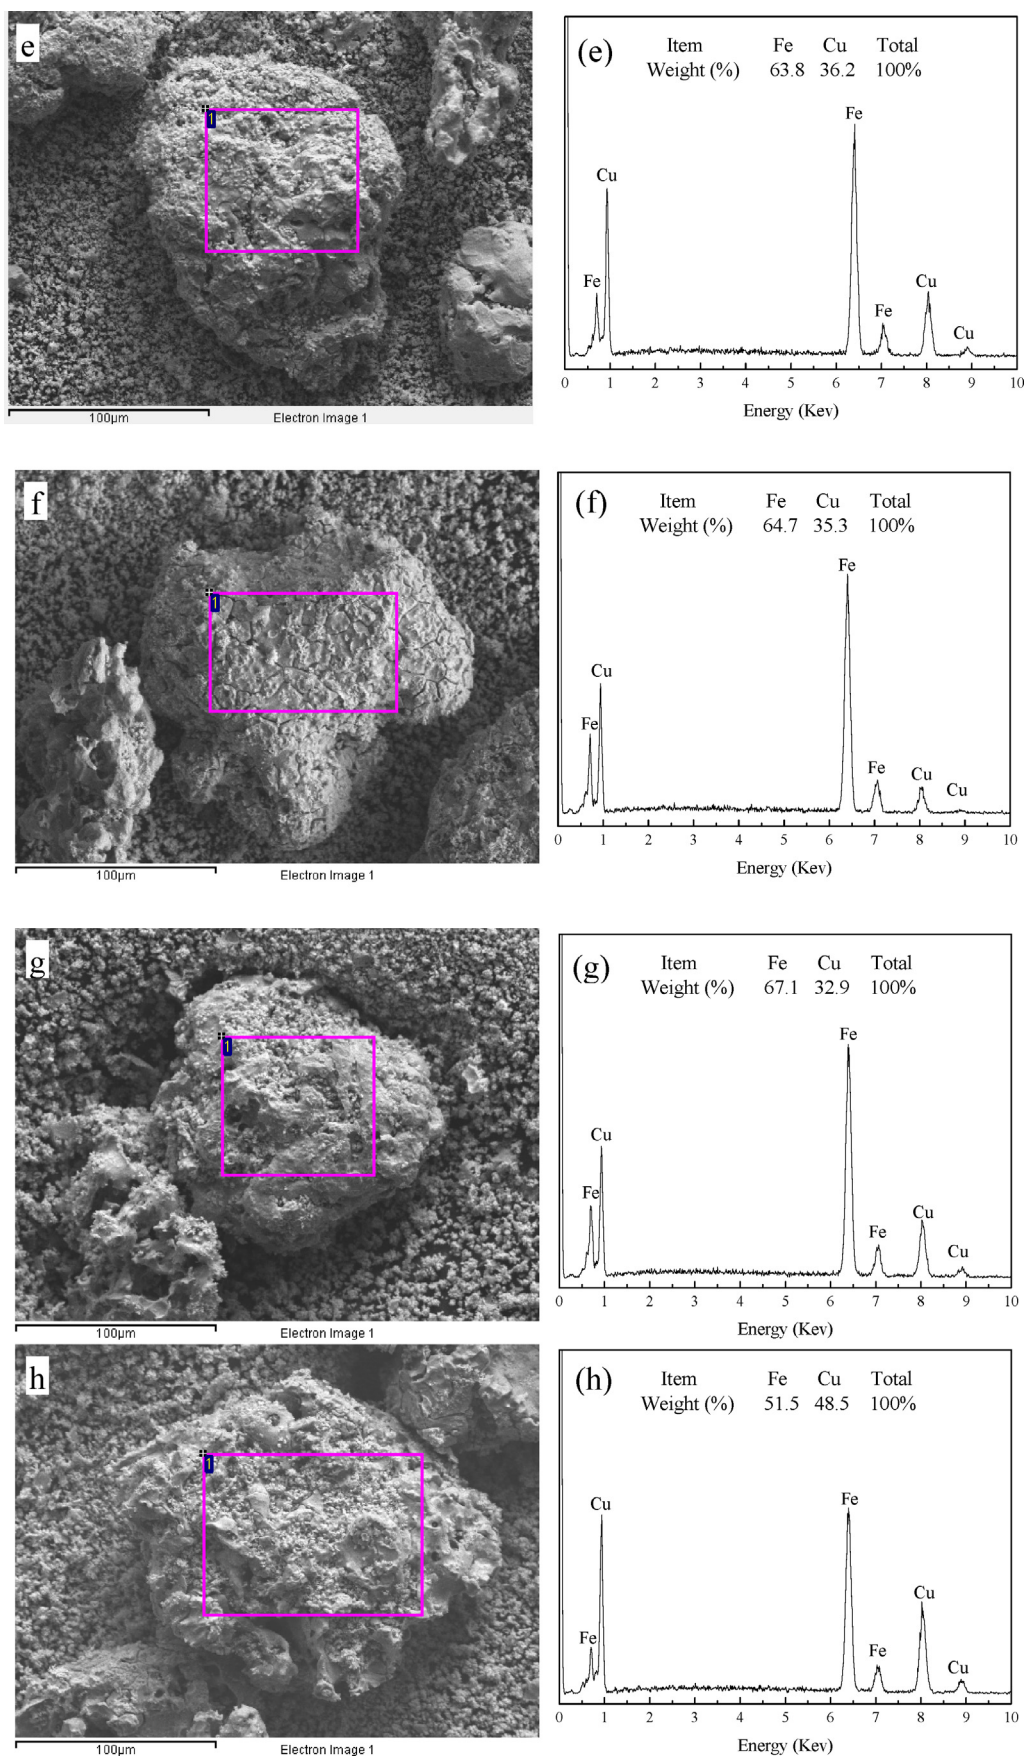 e
1
100μm Electron Image 1
(e)
Item Fe Cu Total
Weight (%) 63.8 36.2 100%
Fe
Cu
Fe
Cu
Fe
Cu
0 1 2 3 4 5 6 7 8 9 10
Energy (Kev)
f
1
100μm Electron Image 1
(f)
Item Fe Cu Total
Weight (%) 64.7 35.3 100%
Fe
Cu
Fe
Fe
Cu
Cu
0 1 2 3 4 5 6 7 8 9 10
Energy (Kev)
g
1
100μm Electron Image 1
(g)
Item Fe Cu Total
Weight (%) 67.1 32.9 100%
Fe
Cu
Fe
Cu
Fe
Cu
0 1 2 3 4 5 6 7 8 9 10
Energy (Kev)
h
1
100μm Electron Image 1
(h)
Item Fe Cu Total
Weight (%) 51.5 48.5 100%
Cu
Fe
Cu
Fe
Fe
Cu
0 1 2 3 4 5 6 7 8 9 10
Energy (Kev)